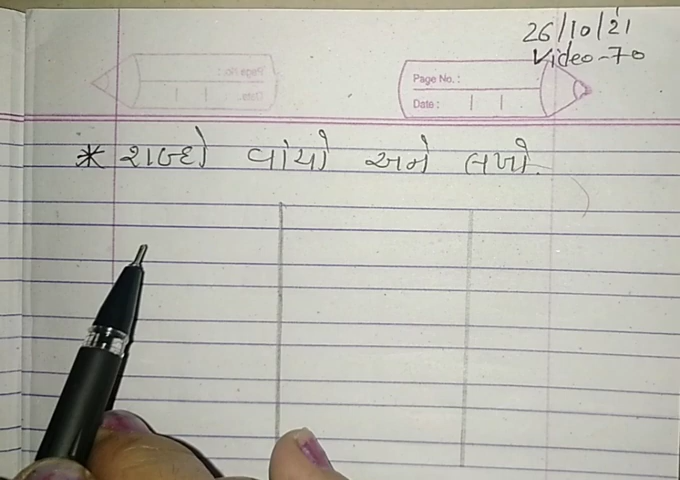 26/10/21
Video-70
Page No. :
Date :
* શબ્દો વાંચો અને લખો.